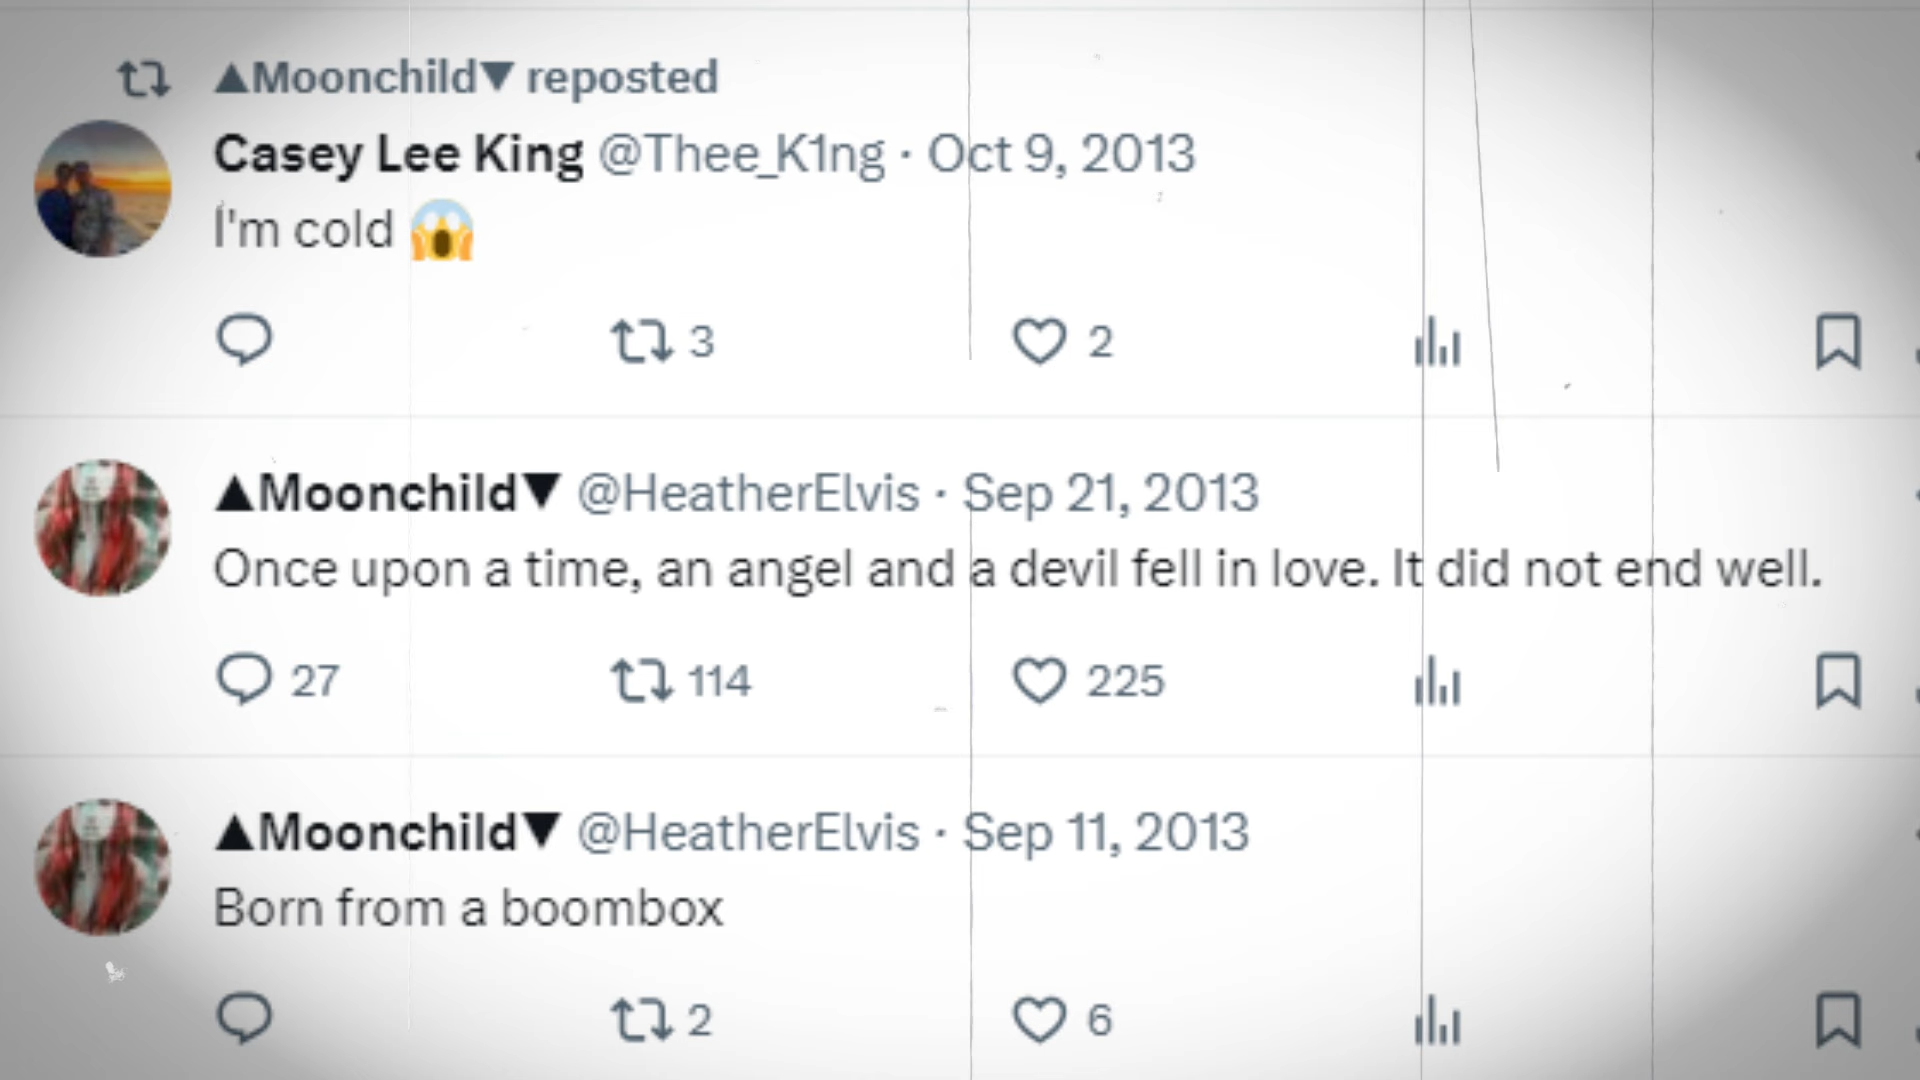 ▲Moonchild▼ reposted
Casey Lee King @Thee_K1ng · Oct 9, 2013
I'm cold 😱
3 2
▲Moonchild▼ @HeatherElvis · Sep 21, 2013
Once upon a time, an angel and a devil fell in love. It did not end well.
27 114 225
▲Moonchild▼ @HeatherElvis · Sep 11, 2013
Born from a boombox
2 6